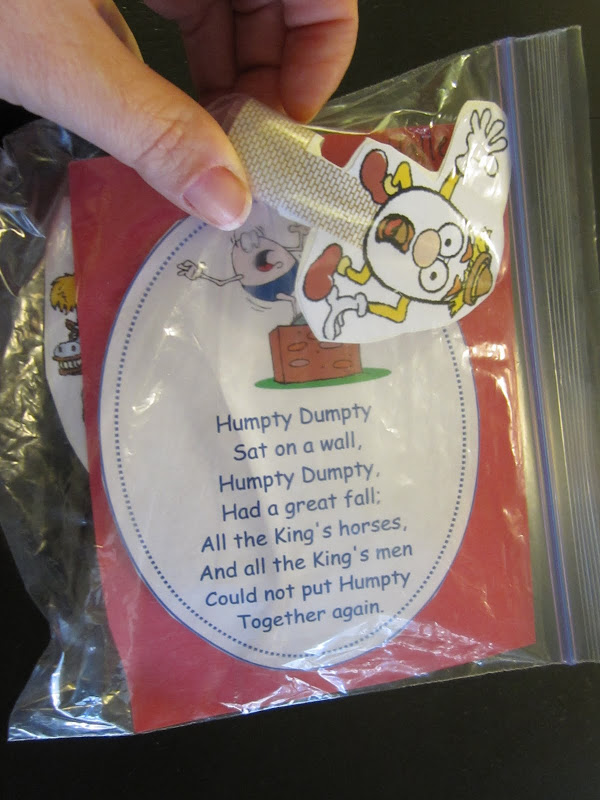 Humpty Dumpty
Sat on a wall,
Humpty Dumpty,
Had a great fall;
All the King's horses,
And all the King's men
Could not put Humpty
Together again.